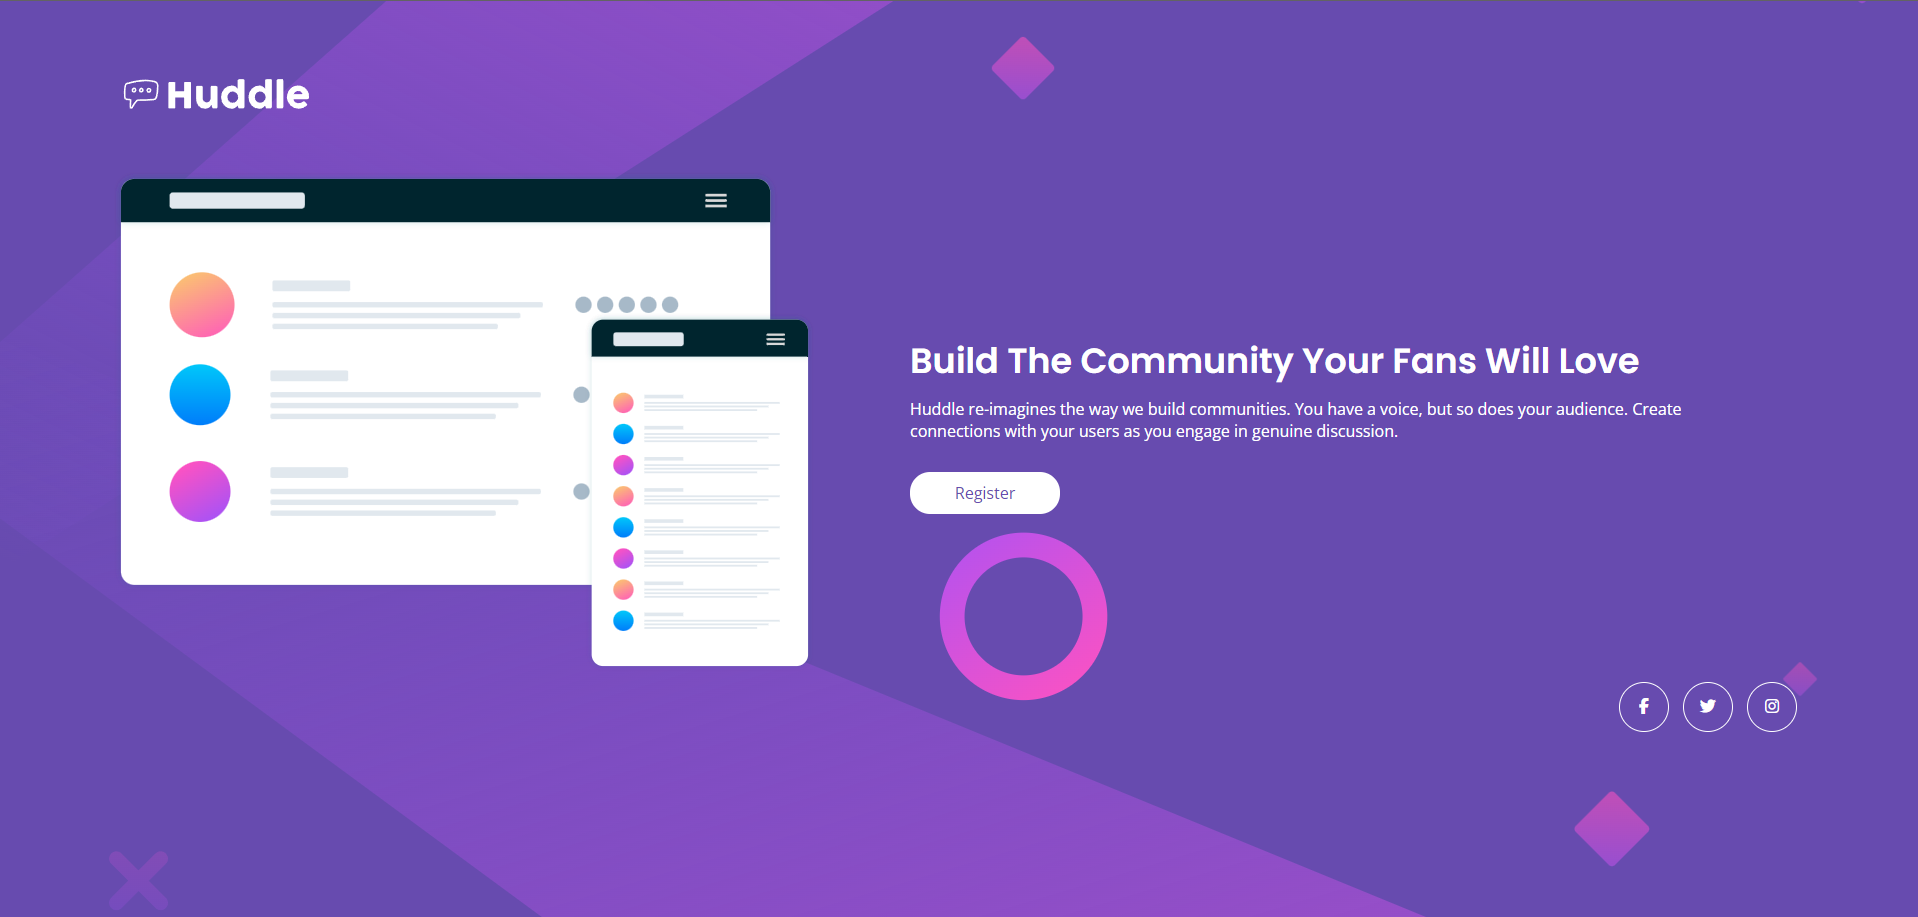 Huddle
Build The Community Your Fans Will Love
Huddle re-imagines the way we build communities. You have a voice, but so does your audience. Create
connections with your users as you engage in genuine discussion.
Register